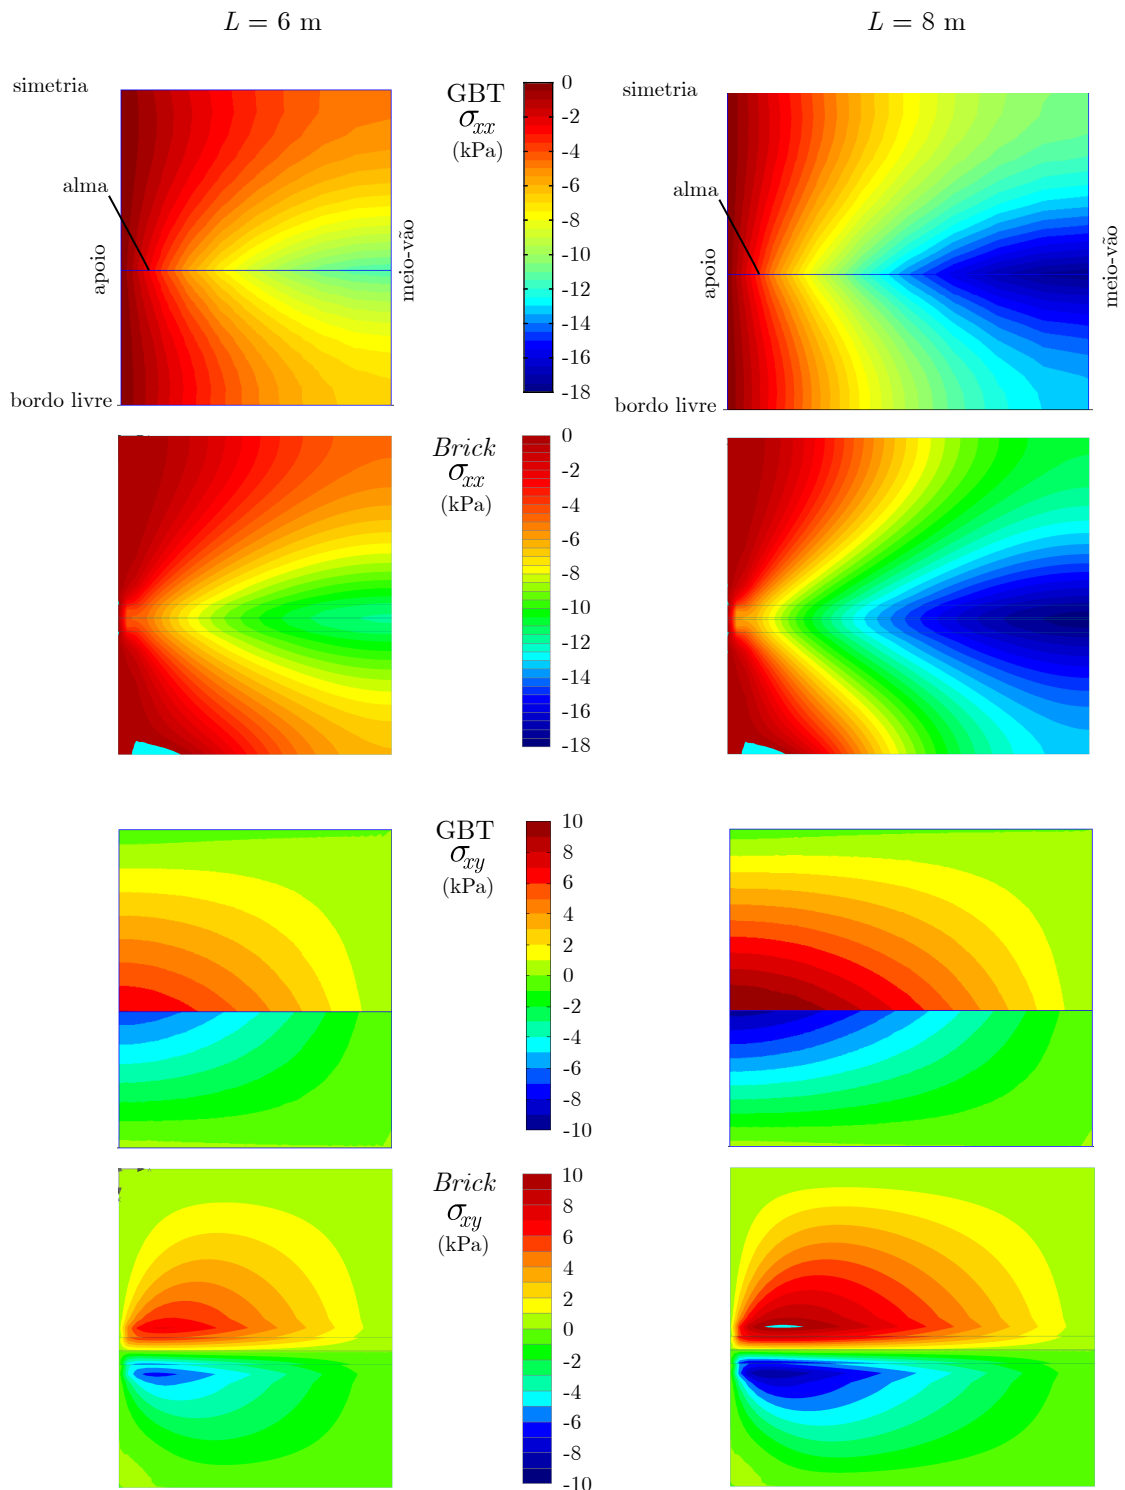 L = 6 m
L = 8 m
simetria
alma
apoio
meio-vão
bordo livre
GBT
σxx
(kPa)
0
-2
-4
-6
-8
-10
-12
-14
-16
-18
simetria
alma
apoio
meio-vão
bordo livre
Brick
σxx
(kPa)
0
-2
-4
-6
-8
-10
-12
-14
-16
-18
GBT
σxy
(kPa)
10
8
6
4
2
0
-2
-4
-6
-8
-10
Brick
σxy
(kPa)
10
8
6
4
2
0
-2
-4
-6
-8
-10